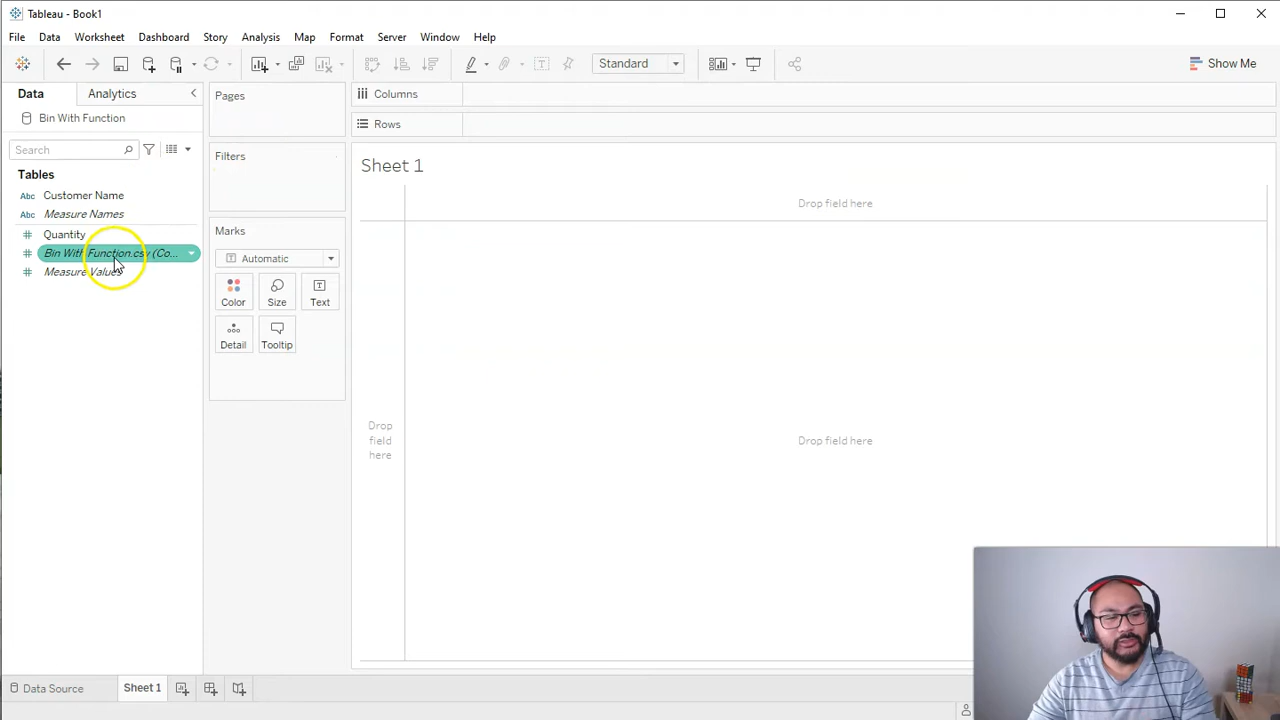 Tableau - Book1
File Data Worksheet Dashboard Story Analysis Map Format Server Window Help
Standard
Show Me
Data Analytics
Pages
Columns
Bin With Function
Rows
Search
Filters
Sheet 1
Tables
Abc Customer Name
Drop field here
Abc Measure Names
Quantity
Marks
Bin With Function.csv (Co...
Automatic
Measure Values
Color Size Text
Detail Tooltip
Drop
field
here
Drop field here
Data Source Sheet 1